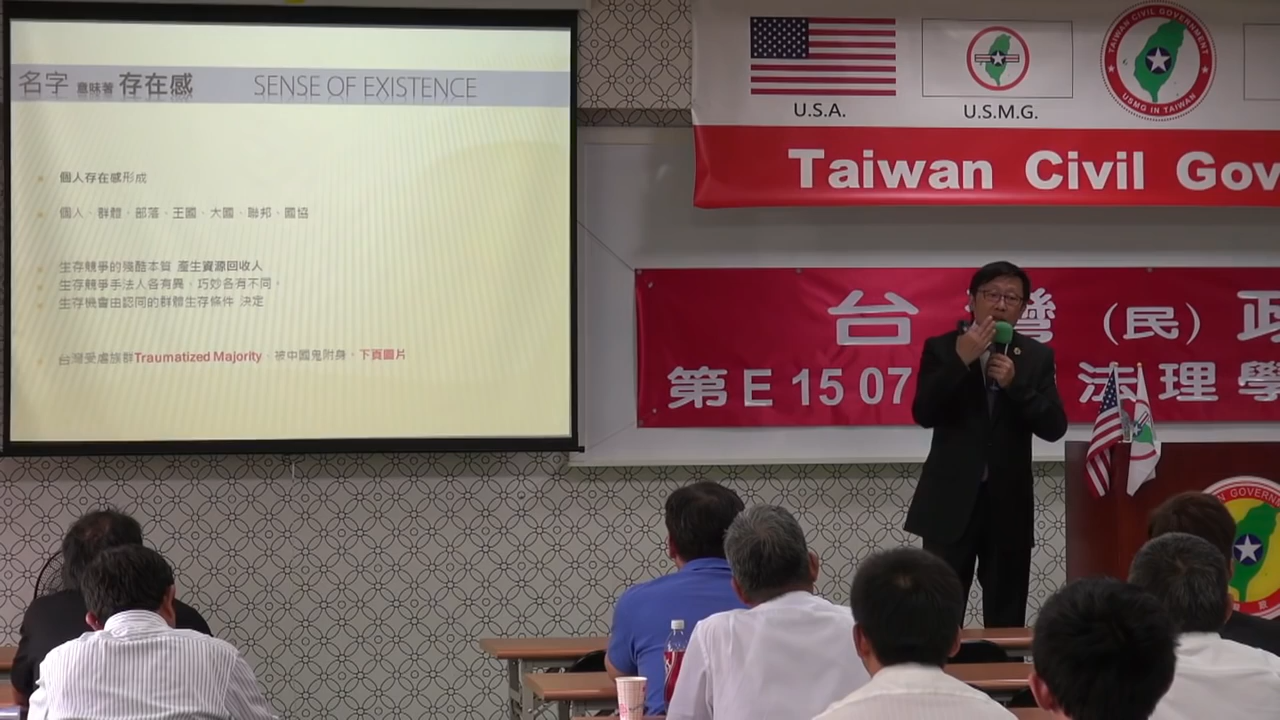 名字 意味著 存在感 SENSE OF EXISTENCE
個人存在感形成
個人、群體、部落、王國、大國、聯邦、國協
生存競爭的殘酷本質 產生資源回收人
生存競爭手法人各有異，巧妙各有不同，
生存機會由認同的群體生存條件 決定
台灣受虐族群Traumatized Majority，被中國鬼附身，下頁圖片
U.S.A.
U.S.M.G.
TAIWAN CIVIL GOVERNMENT
USMG IN TAIWAN
Taiwan Civil Gov
台灣（民）政
第E 15 07 法理學